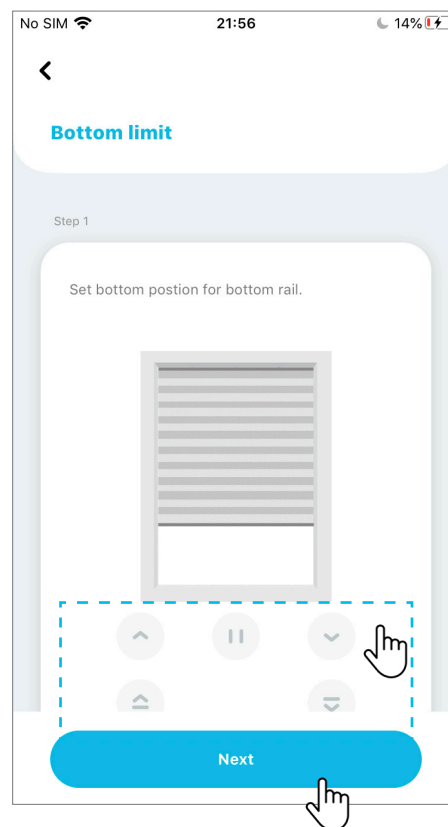 No SIM 21:56 14%
Bottom limit
Step 1
Set bottom postion for bottom rail.
Next